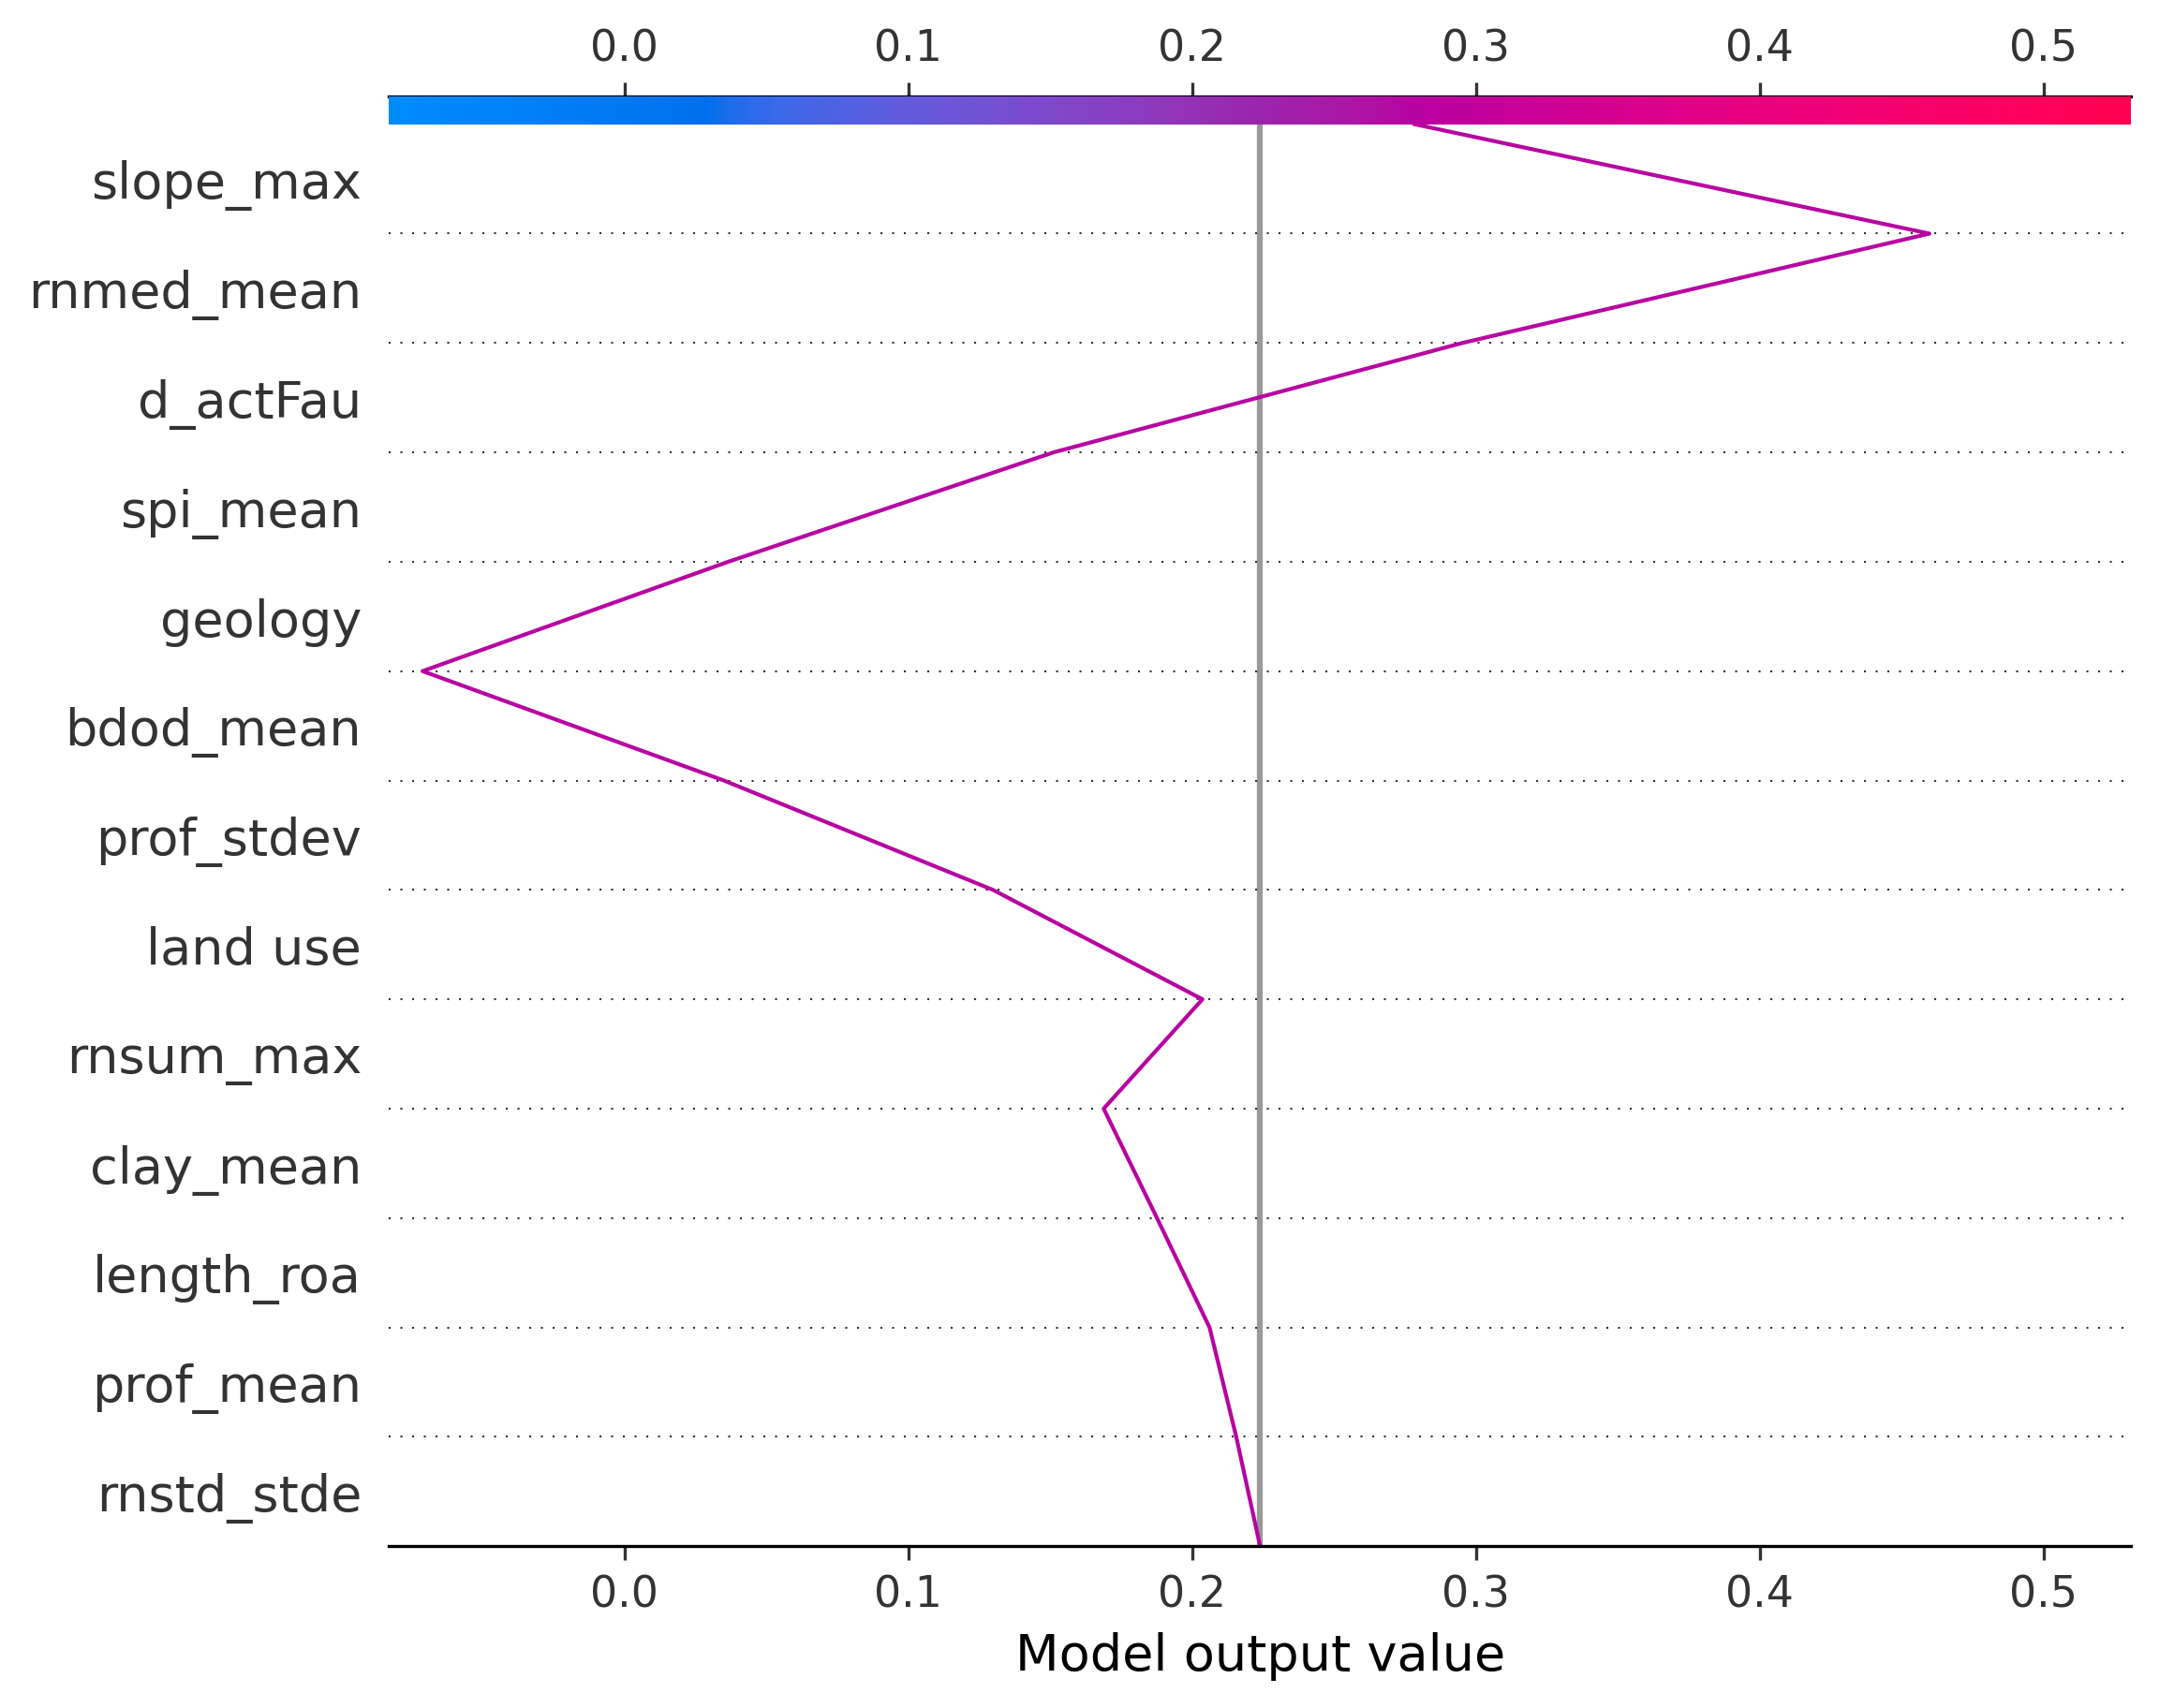 0.0 0.1 0.2 0.3 0.4 0.5
slope_max
rnmed_mean
d_actFau
spi_mean
geology
bdod_mean
prof_stdev
land use
rnsum_max
clay_mean
length_roa
prof_mean
rnstd_stde
0.0 0.1 0.2 0.3 0.4 0.5
Model output value